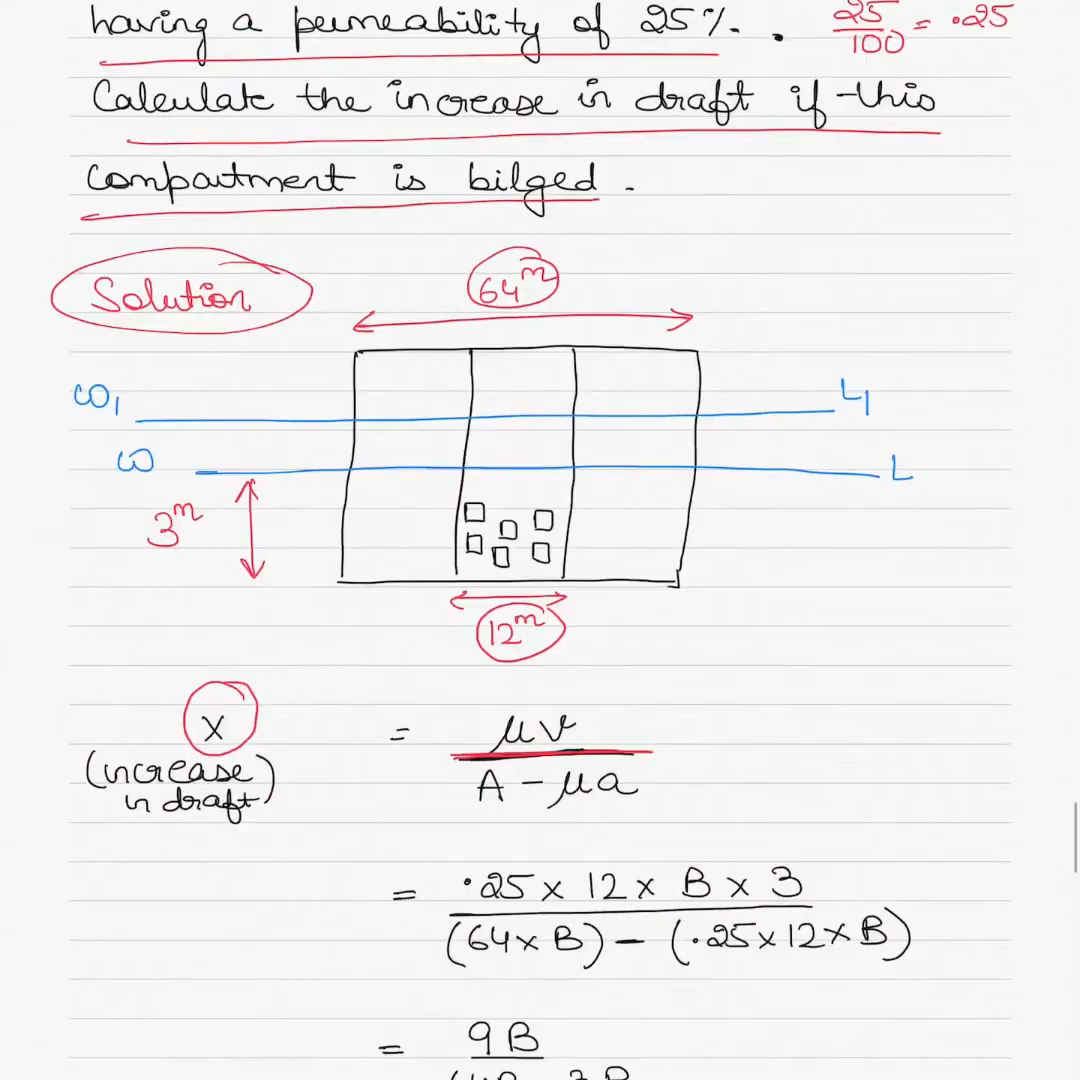 having a permeability of 25%. . 25/100 = .25
Calculate the increase in draft if this
compartment is bilged.
Solution
64m
W1 L1
W L
3m
12m
X = μv / A - μa
(increase
in draft)
= .25 x 12 x B x 3 / (64 x B) - (.25 x 12 x B)
= 9B